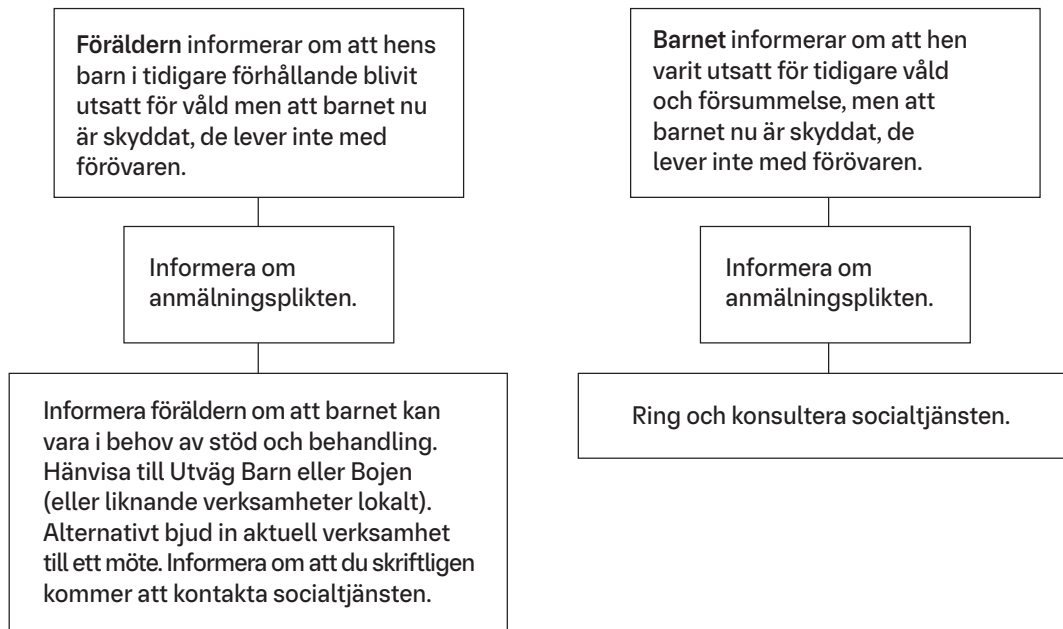 Föräldern informerar om att hens
barn i tidigare förhållande blivit
utsatt för våld men att barnet nu
är skyddat, de lever inte med
förövaren.
Informera om
anmälningsplikten.
Informera föräldern om att barnet kan
vara i behov av stöd och behandling.
Hänvisa till Utväg Barn eller Bojen
(eller liknande verksamheter lokalt).
Alternativt bjud in aktuell verksamhet
till ett möte. Informera om att du skriftligen
kommer att kontakta socialtjänsten.
Barnet informerar om att hen
varit utsatt för tidigare våld
och försummelse, men att
barnet nu är skyddat, de
lever inte med förövaren.
Informera om
anmälningsplikten.
Ring och konsultera socialtjänsten.